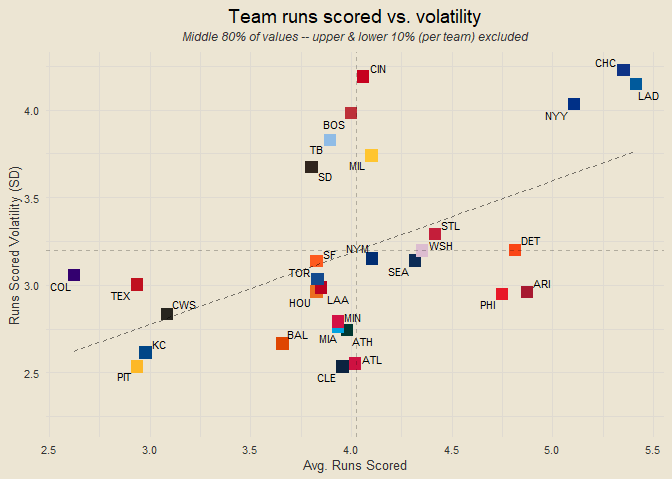 Team runs scored vs. volatility
Middle 80% of values -- upper & lower 10% (per team) excluded
CHC
CIN
LAD
4.0
NYY
BOS
TB
MIL
SD
3.5
STL
DET
NYM
WSH
SF
SEA
TOR
3.0
COL
TEX
ARI
HOU
LAA
PHI
CWS
MIN
BAL
MIA
ATH
KC
ATL
2.5
PIT
CLE
Runs Scored Volatility (SD)
2.5 3.0 3.5 4.0 4.5 5.0 5.5
Avg. Runs Scored